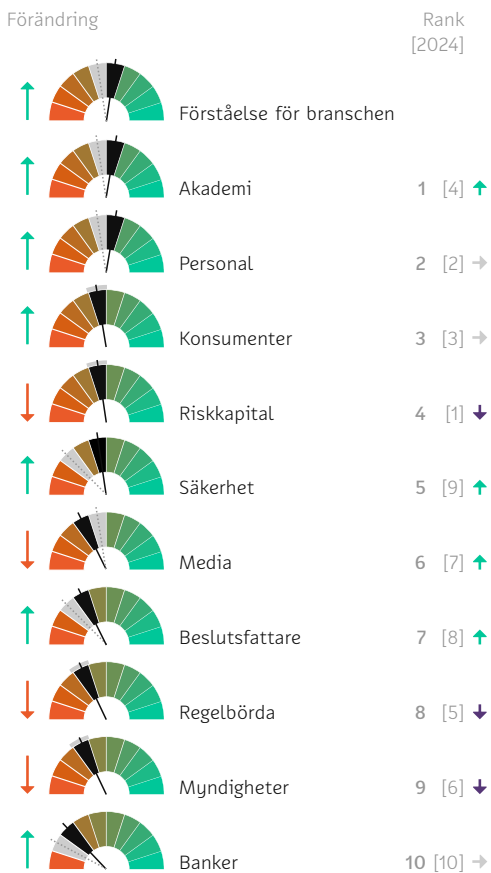 Förändring Rank
[2024]
Förståelse för branschen
Akademi 1 [4]
Personal 2 [2]
Konsumenter 3 [3]
Riskkapital 4 [1]
Säkerhet 5 [9]
Media 6 [7]
Beslutsfattare 7 [8]
Regelbörda 8 [5]
Myndigheter 9 [6]
Banker 10 [10]